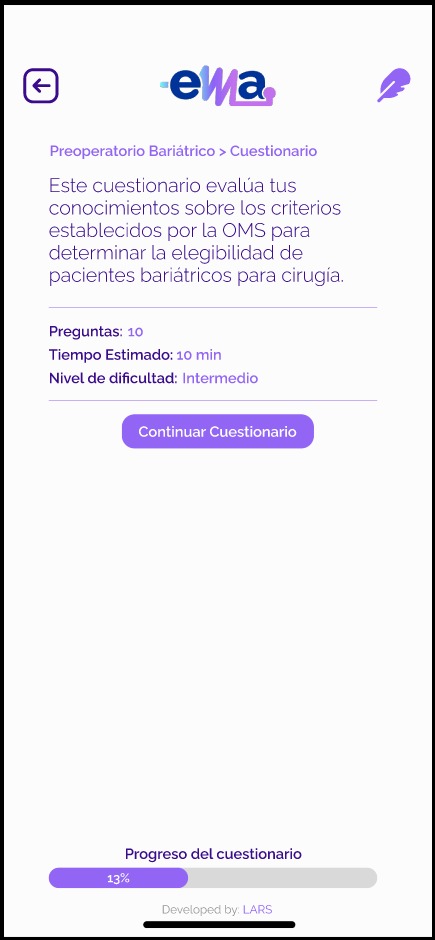 ema
Preoperatorio Bariátrico > Cuestionario
Este cuestionario evalúa tus
conocimientos sobre los criterios
establecidos por la OMS para
determinar la elegibilidad de
pacientes bariátricos para cirugía.
Preguntas: 10
Tiempo Estimado: 10 min
Nivel de dificultad: Intermedio
Continuar Cuestionario
Progreso del cuestionario
13%
Developed by: LARS